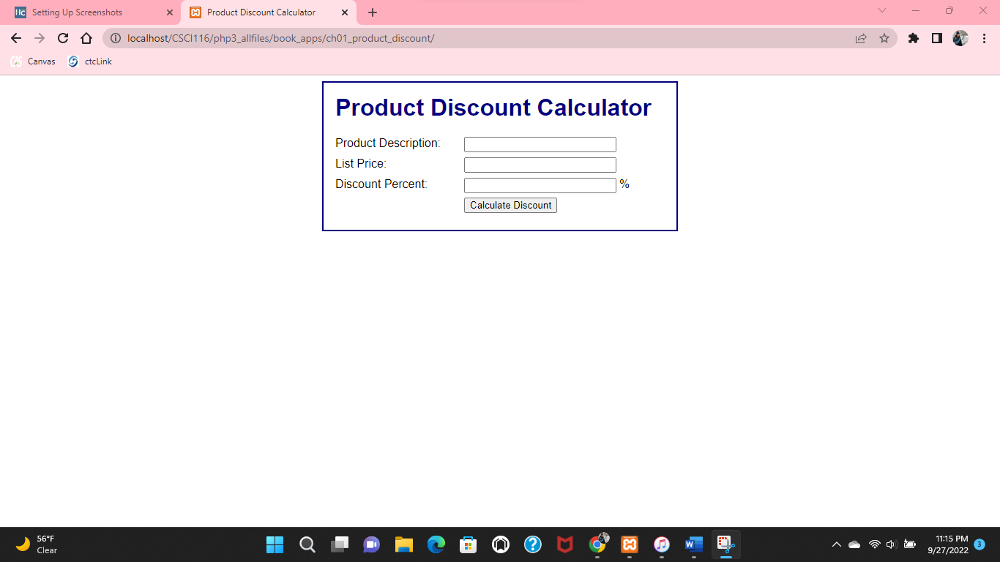 Setting Up Screenshots
Product Discount Calculator
localhost/CSCI116/php3_allfiles/book_apps/ch01_product_discount/
Canvas
ctcLink
Product Discount Calculator
Product Description:
List Price:
Discount Percent: %
Calculate Discount
56°F
Clear
11:15 PM
9/27/2022
3